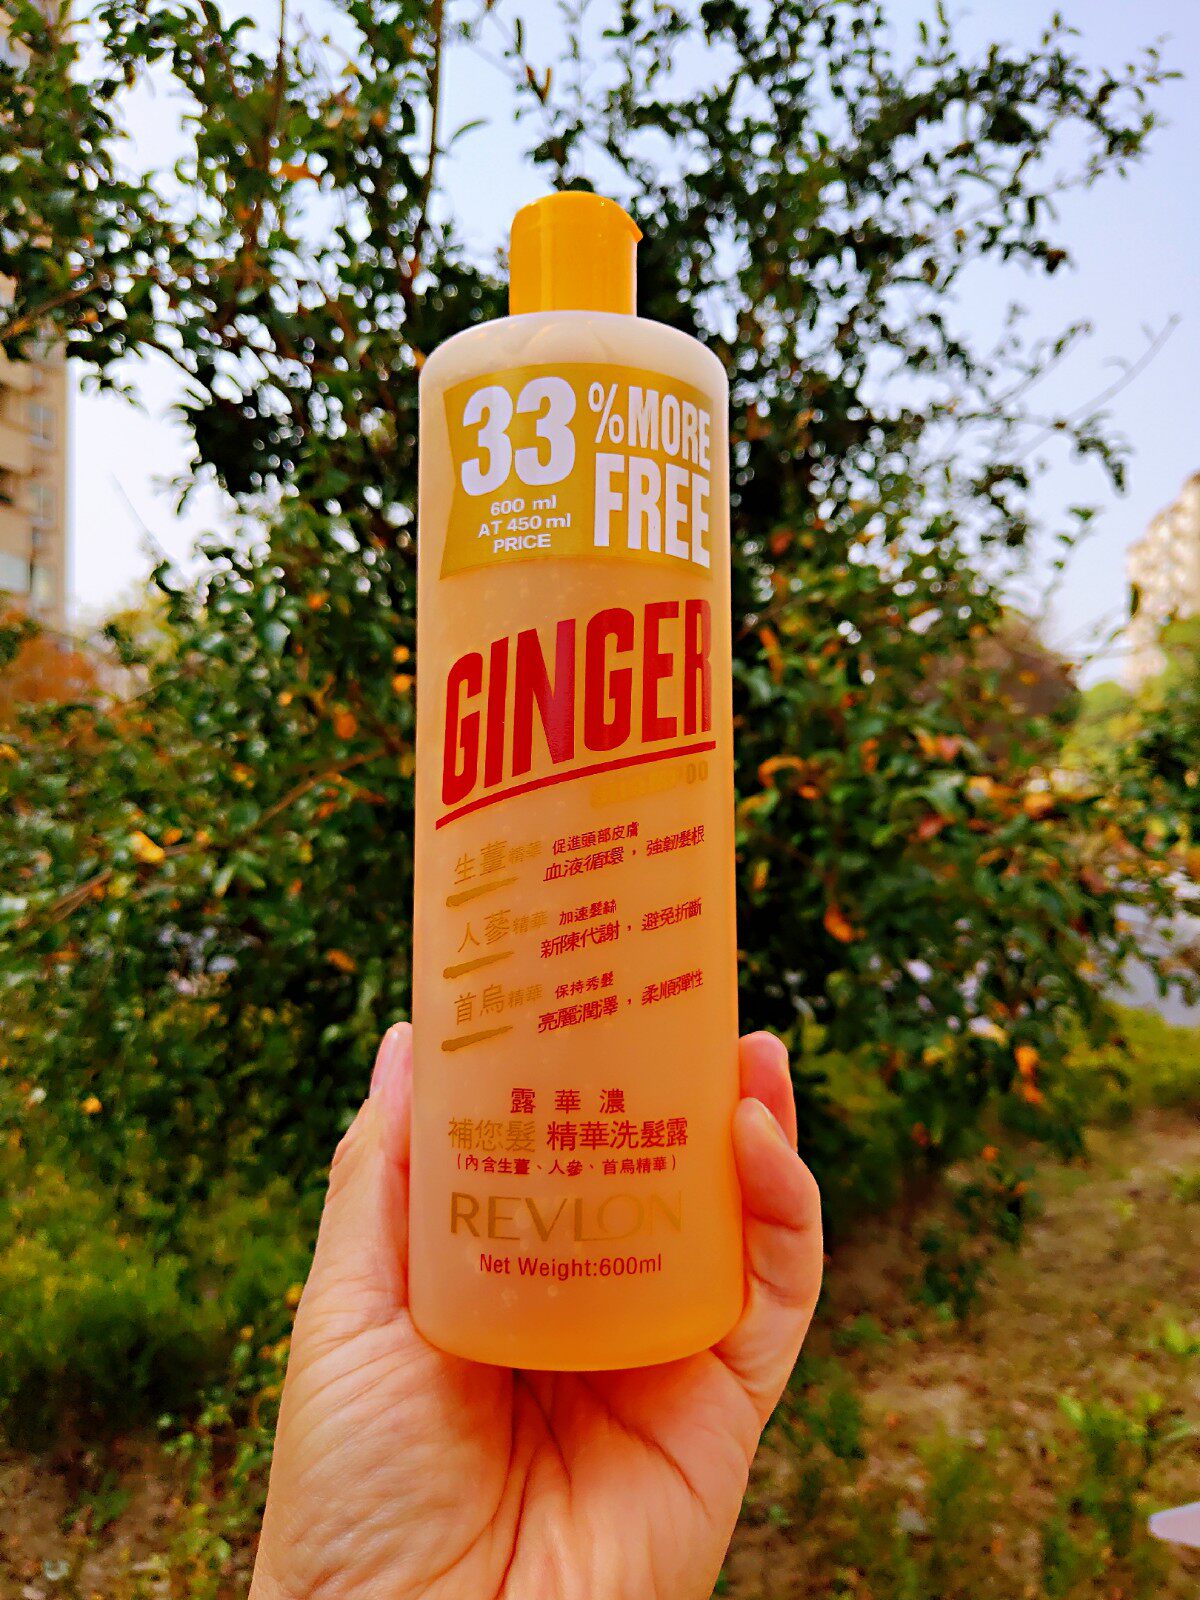 33 %MORE FREE
600 ml
AT 450 ml
PRICE
GINGER
SHAMPOO
生薑精華 促進頭部皮膚
血液循環，強韌髮根
人蔘精華 加速髮絲
新陳代謝，避免折斷
首烏精華 保持秀髮
亮麗潤澤，柔順彈性
露華濃
補您髮 精華洗髮露
(內含生薑、人參、首烏精華)
REVLON
Net Weight:600ml